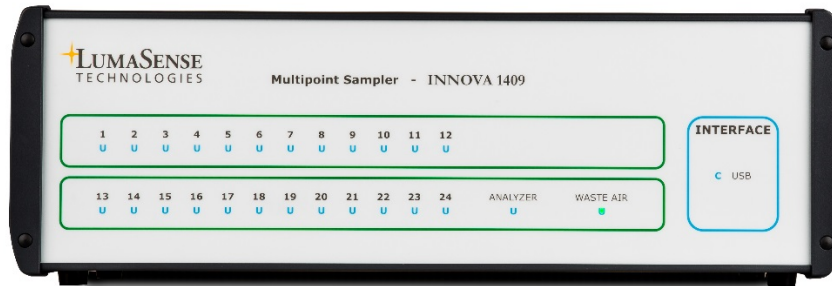 LUMASENSE
TECHNOLOGIES
Multipoint Sampler - INNOVA 1409
1 2 3 4 5 6 7 8 9 10 11 12
13 14 15 16 17 18 19 20 21 22 23 24 ANALYZER WASTE AIR
INTERFACE
USB